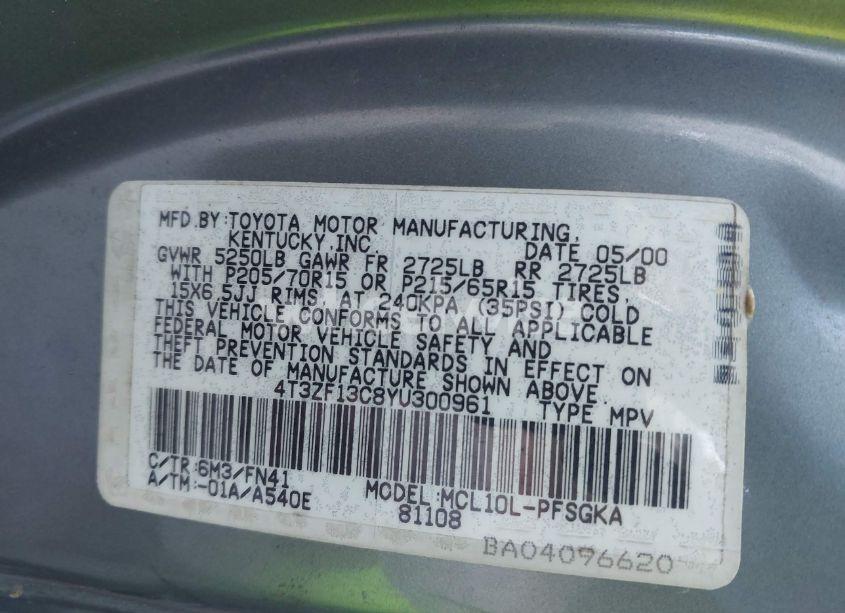 MFD.BY:TOYOTA MOTOR MANUFACTURING,
KENTUCKY,INC. DATE 05/00
GVWR 5250LB GAWR FR 2725LB RR 2725LB
WITH P205/70R15 OR P215/65R15 TIRES,
15X6.5JJ RIMS, AT 240KPA (35PSI) COLD
THIS VEHICLE CONFORMS TO ALL APPLICABLE
FEDERAL MOTOR VEHICLE SAFETY AND
THEFT PREVENTION STANDARDS IN EFFECT ON
THE DATE OF MANUFACTURE SHOWN ABOVE.
4T3ZF13C8YU300961 TYPE MPV
C/TR:6M3/FN41
A/TM:-01A/A540E MODEL:MCL10L-PFSGKA
81108
BA04096620